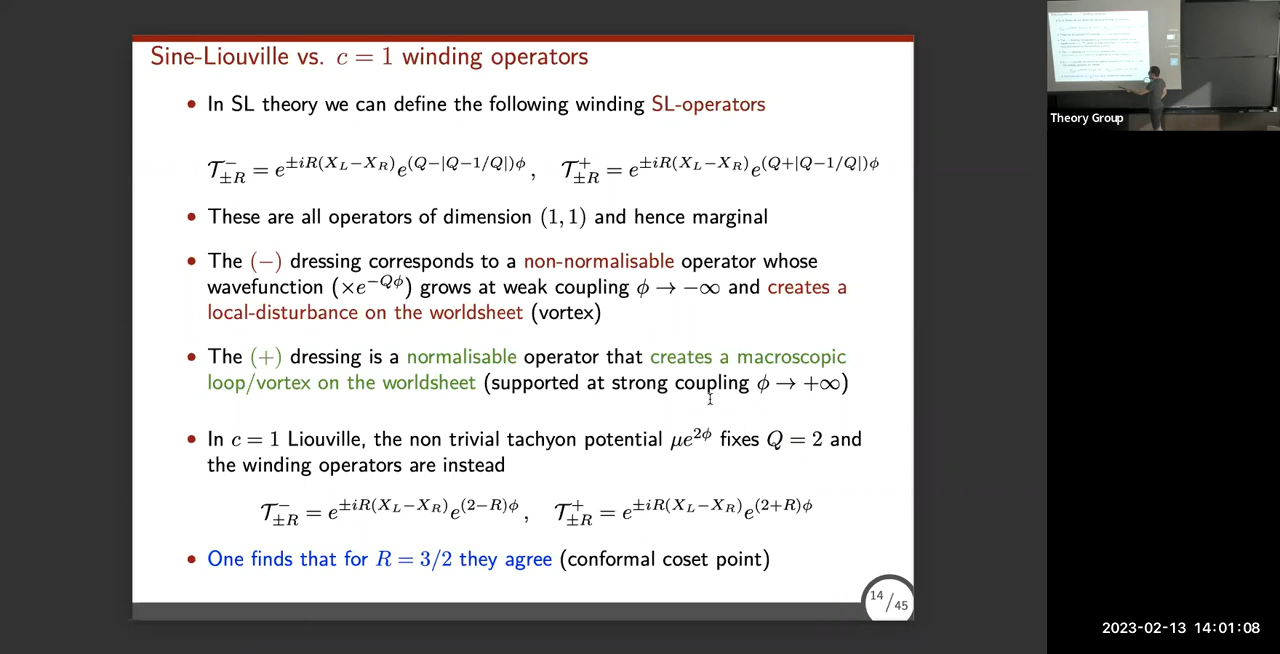 Sine-Liouville vs. c = 1 winding operators
• In SL theory we can define the following winding SL-operators
𝒯⁻_{±R} = e^{±iR(X_L−X_R)} e^{(Q−|Q−1/Q|)ϕ} , 𝒯⁺_{±R} = e^{±iR(X_L−X_R)} e^{(Q+|Q−1/Q|)ϕ}
• These are all operators of dimension (1, 1) and hence marginal
• The (−) dressing corresponds to a non-normalisable operator whose
wavefunction (×e^{−Qϕ}) grows at weak coupling ϕ → −∞ and creates a
local-disturbance on the worldsheet (vortex)
• The (+) dressing is a normalisable operator that creates a macroscopic
loop/vortex on the worldsheet (supported at strong coupling ϕ → +∞)
• In c = 1 Liouville, the non trivial tachyon potential μe^{2ϕ} fixes Q = 2 and
the winding operators are instead
𝒯⁻_{±R} = e^{±iR(X_L−X_R)} e^{(2−R)ϕ} , 𝒯⁺_{±R} = e^{±iR(X_L−X_R)} e^{(2+R)ϕ}
• One finds that for R = 3/2 they agree (conformal coset point)
14/45
Theory Group
2023-02-13 14:01:08